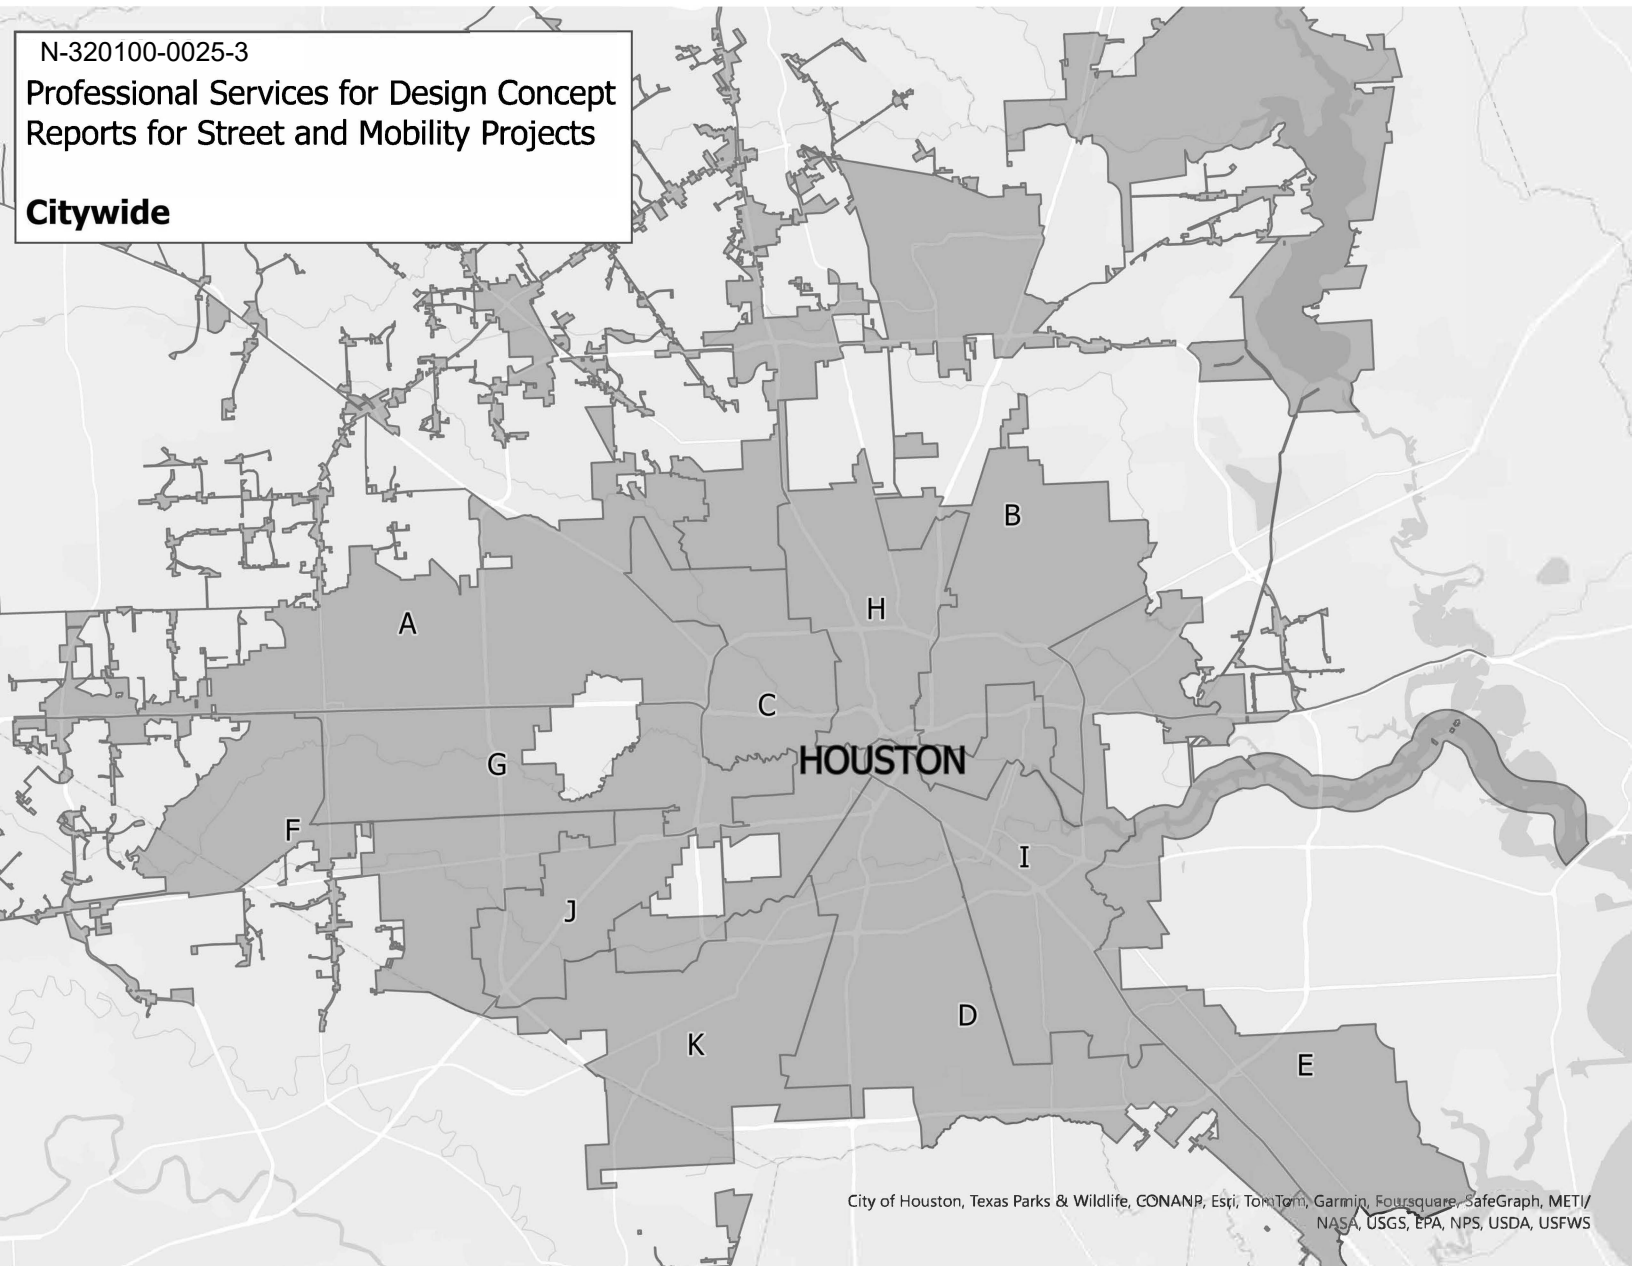 N-320100-0025-3
Professional Services for Design Concept
Reports for Street and Mobility Projects
Citywide
B
A
H
C
HOUSTON
G
F
I
J
D
K
E
City of Houston, Texas Parks & Wildlife, CONANP, Esri, TomTom, Garmin, Foursquare, SafeGraph, METI/
NASA, USGS, EPA, NPS, USDA, USFWS